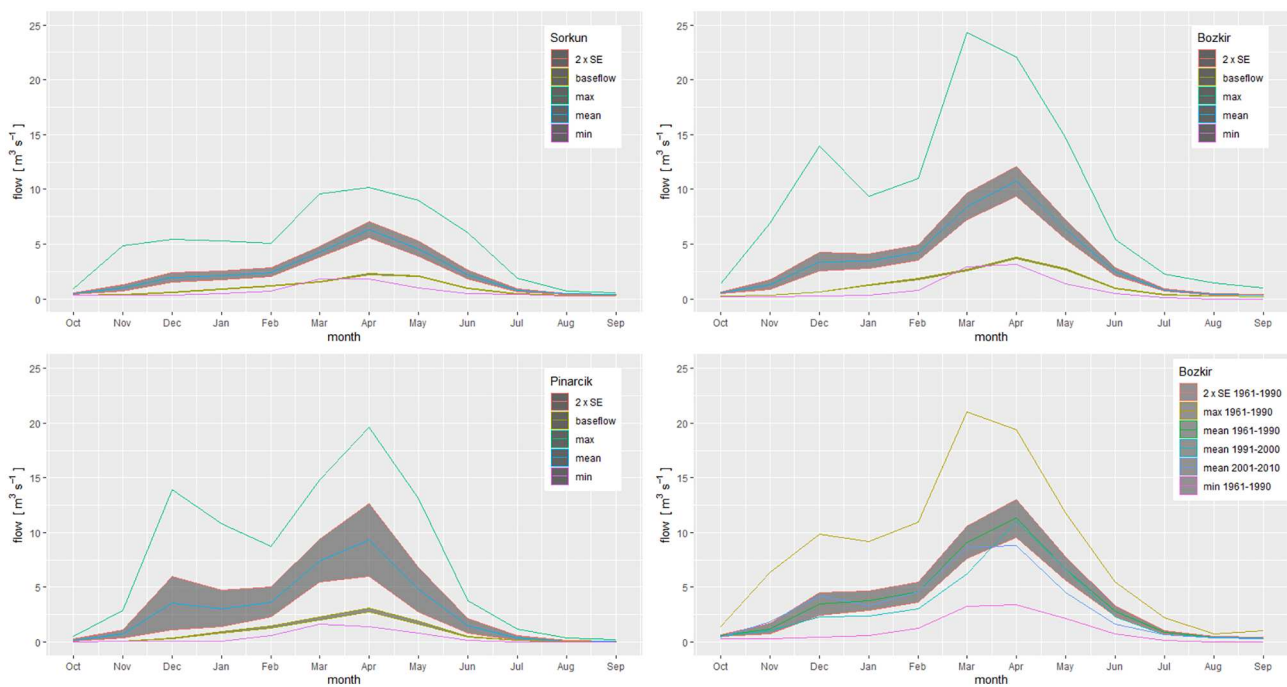 25
20
15
10
5
0
flow [ m³ s⁻¹ ]
Oct Nov Dec Jan Feb Mar Apr May Jun Jul Aug Sep
month
Sorkun
2 x SE
baseflow
max
mean
min
25
20
15
10
5
0
flow [ m³ s⁻¹ ]
Oct Nov Dec Jan Feb Mar Apr May Jun Jul Aug Sep
month
Bozkir
2 x SE
baseflow
max
mean
min
25
20
15
10
5
0
flow [ m³ s⁻¹ ]
Oct Nov Dec Jan Feb Mar Apr May Jun Jul Aug Sep
month
Pinarcik
2 x SE
baseflow
max
mean
min
25
20
15
10
5
0
flow [ m³ s⁻¹ ]
Oct Nov Dec Jan Feb Mar Apr May Jun Jul Aug Sep
month
Bozkir
2 x SE 1961-1990
max 1961-1990
mean 1961-1990
mean 1991-2000
mean 2001-2010
min 1961-1990